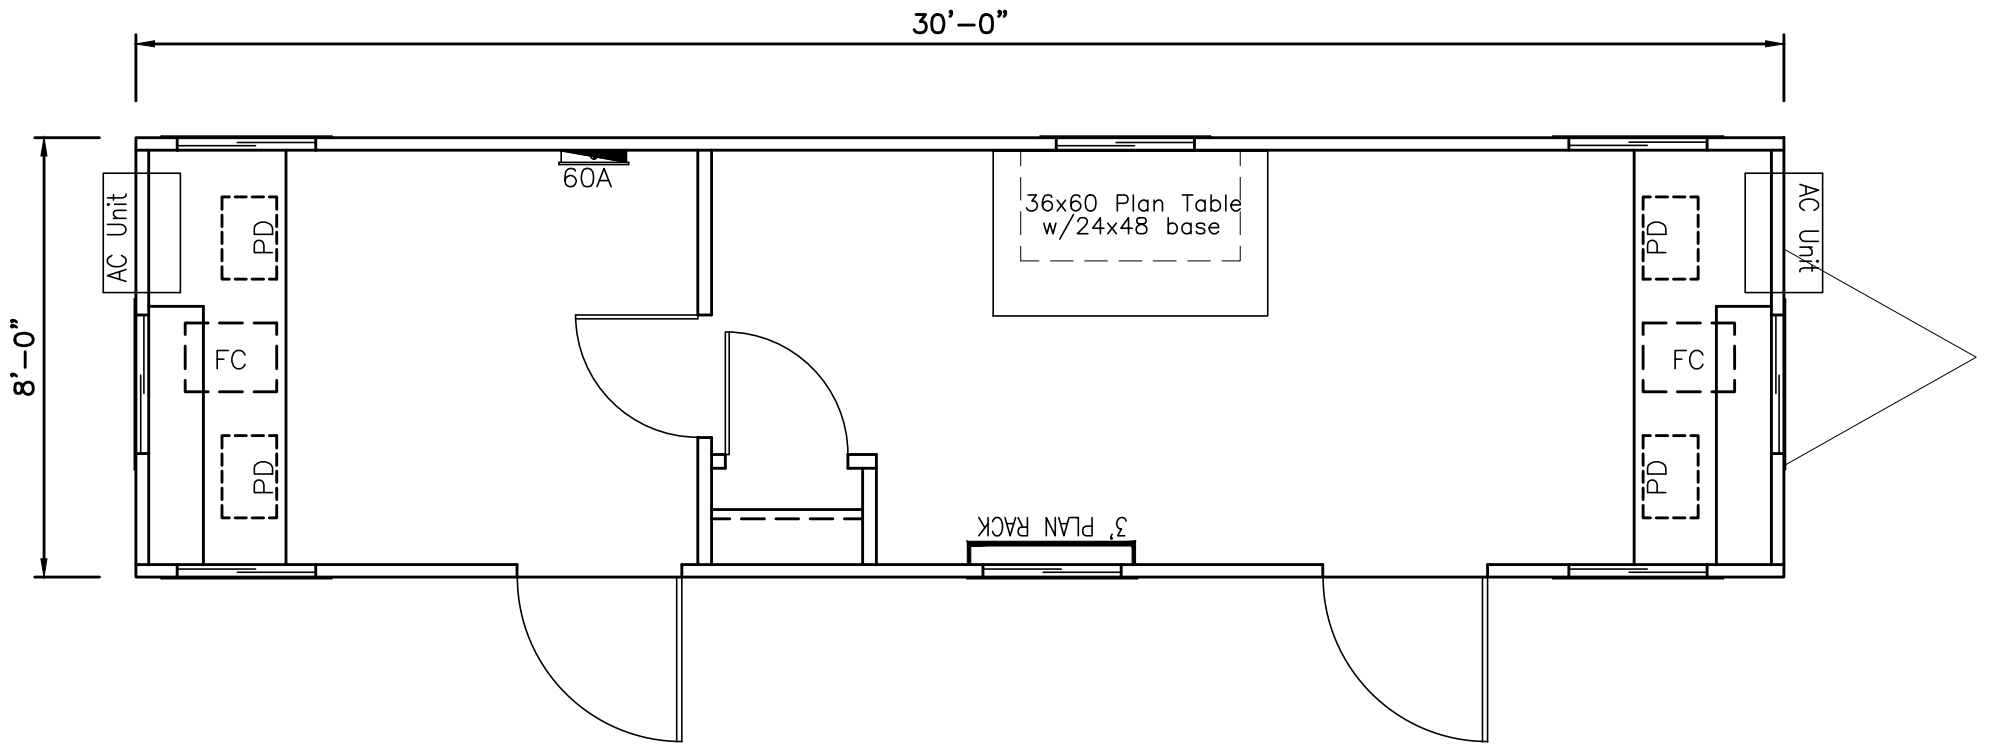 30'-0"
8'-0"
60A
AC Unit
PD
FC
PD
36x60 Plan Table
w/24x48 base
3' PLAN RACK
PD
FC
PD
AC Unit